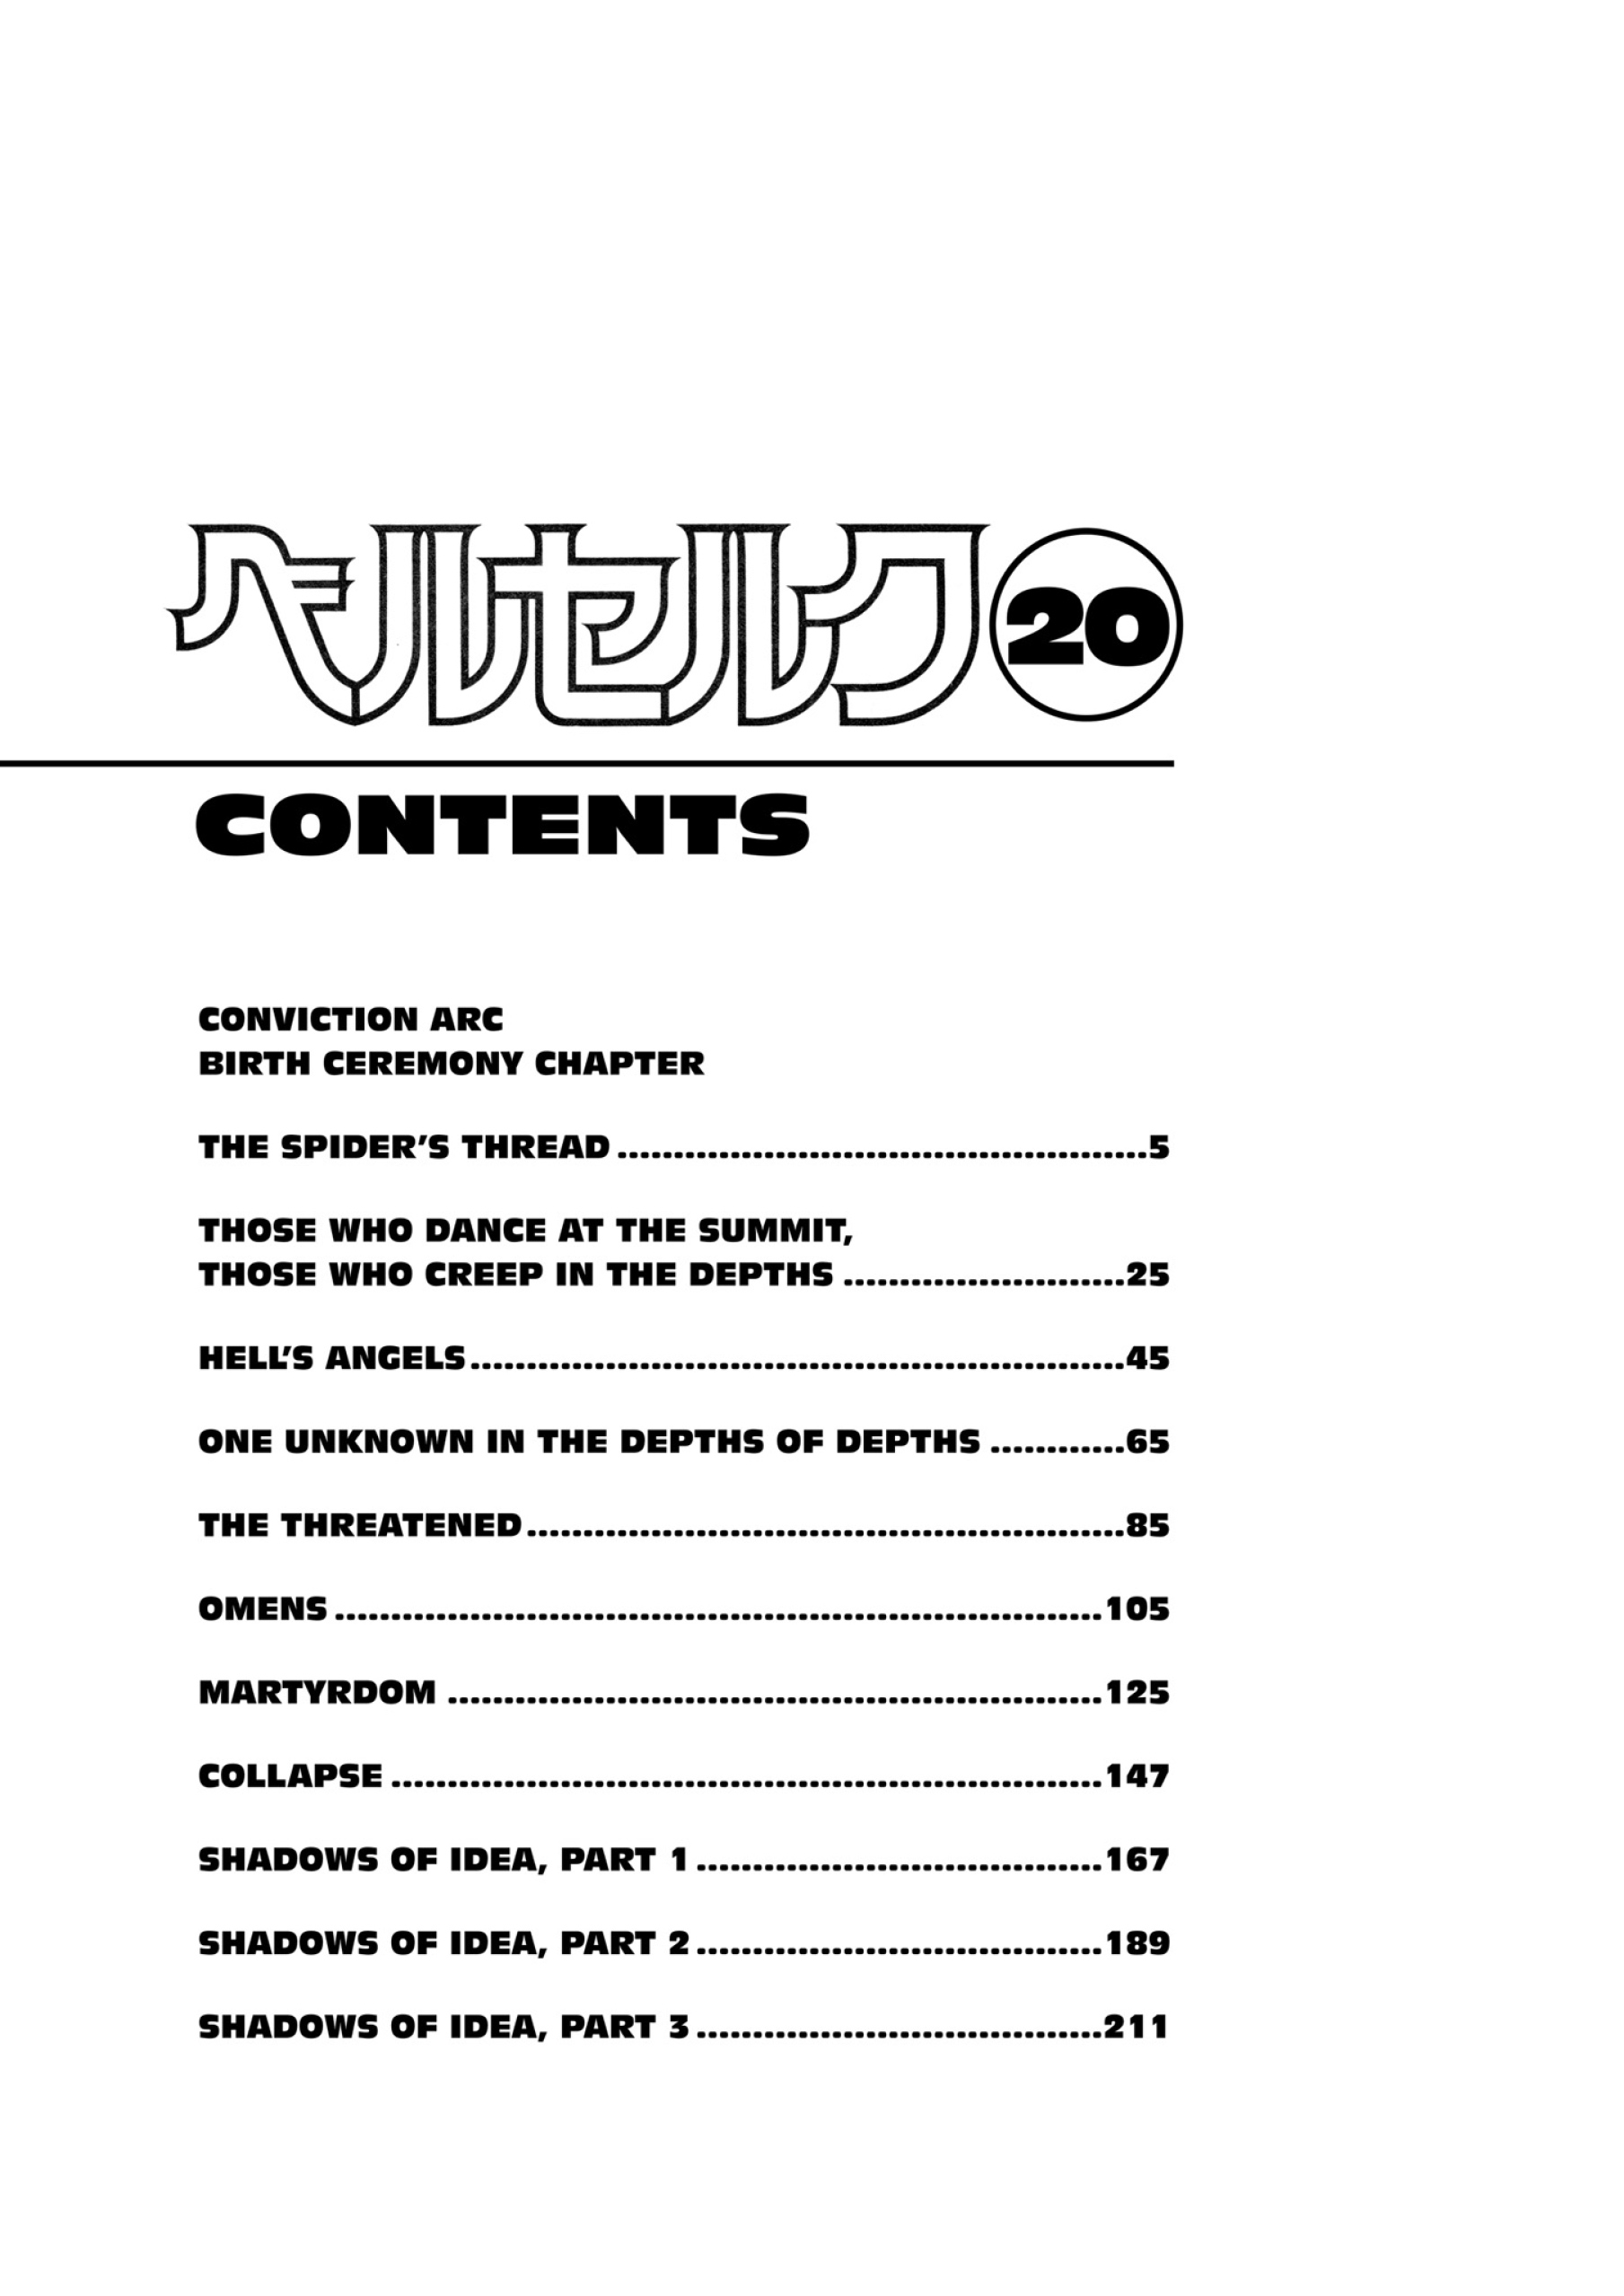 ベルセルク 20
CONTENTS
CONVICTION ARC
BIRTH CEREMONY CHAPTER
THE SPIDER'S THREAD ...............................................5
THOSE WHO DANCE AT THE SUMMIT,
THOSE WHO CREEP IN THE DEPTHS .........................25
HELL'S ANGELS..........................................................45
ONE UNKNOWN IN THE DEPTHS OF DEPTHS ............65
THE THREATENED.....................................................85
OMENS ....................................................................105
MARTYRDOM ..........................................................125
COLLAPSE ...............................................................147
SHADOWS OF IDEA, PART 1 ....................................167
SHADOWS OF IDEA, PART 2 ....................................189
SHADOWS OF IDEA, PART 3 ....................................211